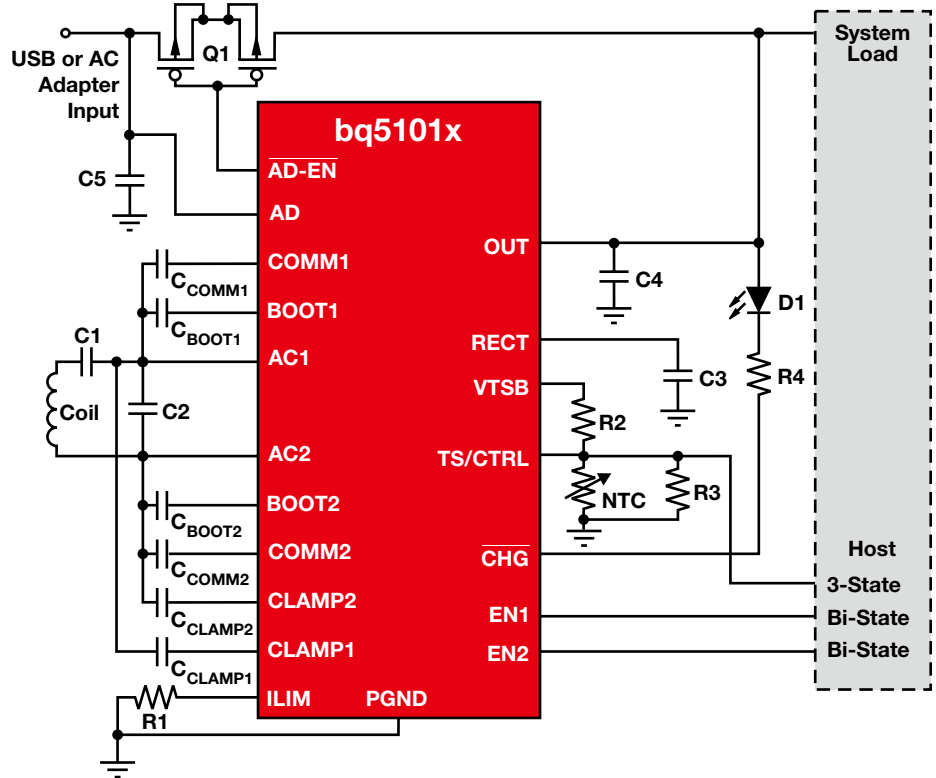 USB or AC
Adapter
Input
Q1
System
Load
bq5101x
C5
AD-EN
AD
OUT
COMM1
CCOMM1
C4
D1
BOOT1
CBOOT1
C1
RECT
AC1
C3
R4
VTSB
Coil
C2
R2
AC2
TS/CTRL
NTC
R3
BOOT2
CBOOT2
COMM2
CCOMM2
CHG
Host
3-State
CLAMP2
CCLAMP2
EN1
Bi-State
CLAMP1
CCLAMP1
EN2
Bi-State
R1
ILIM
PGND